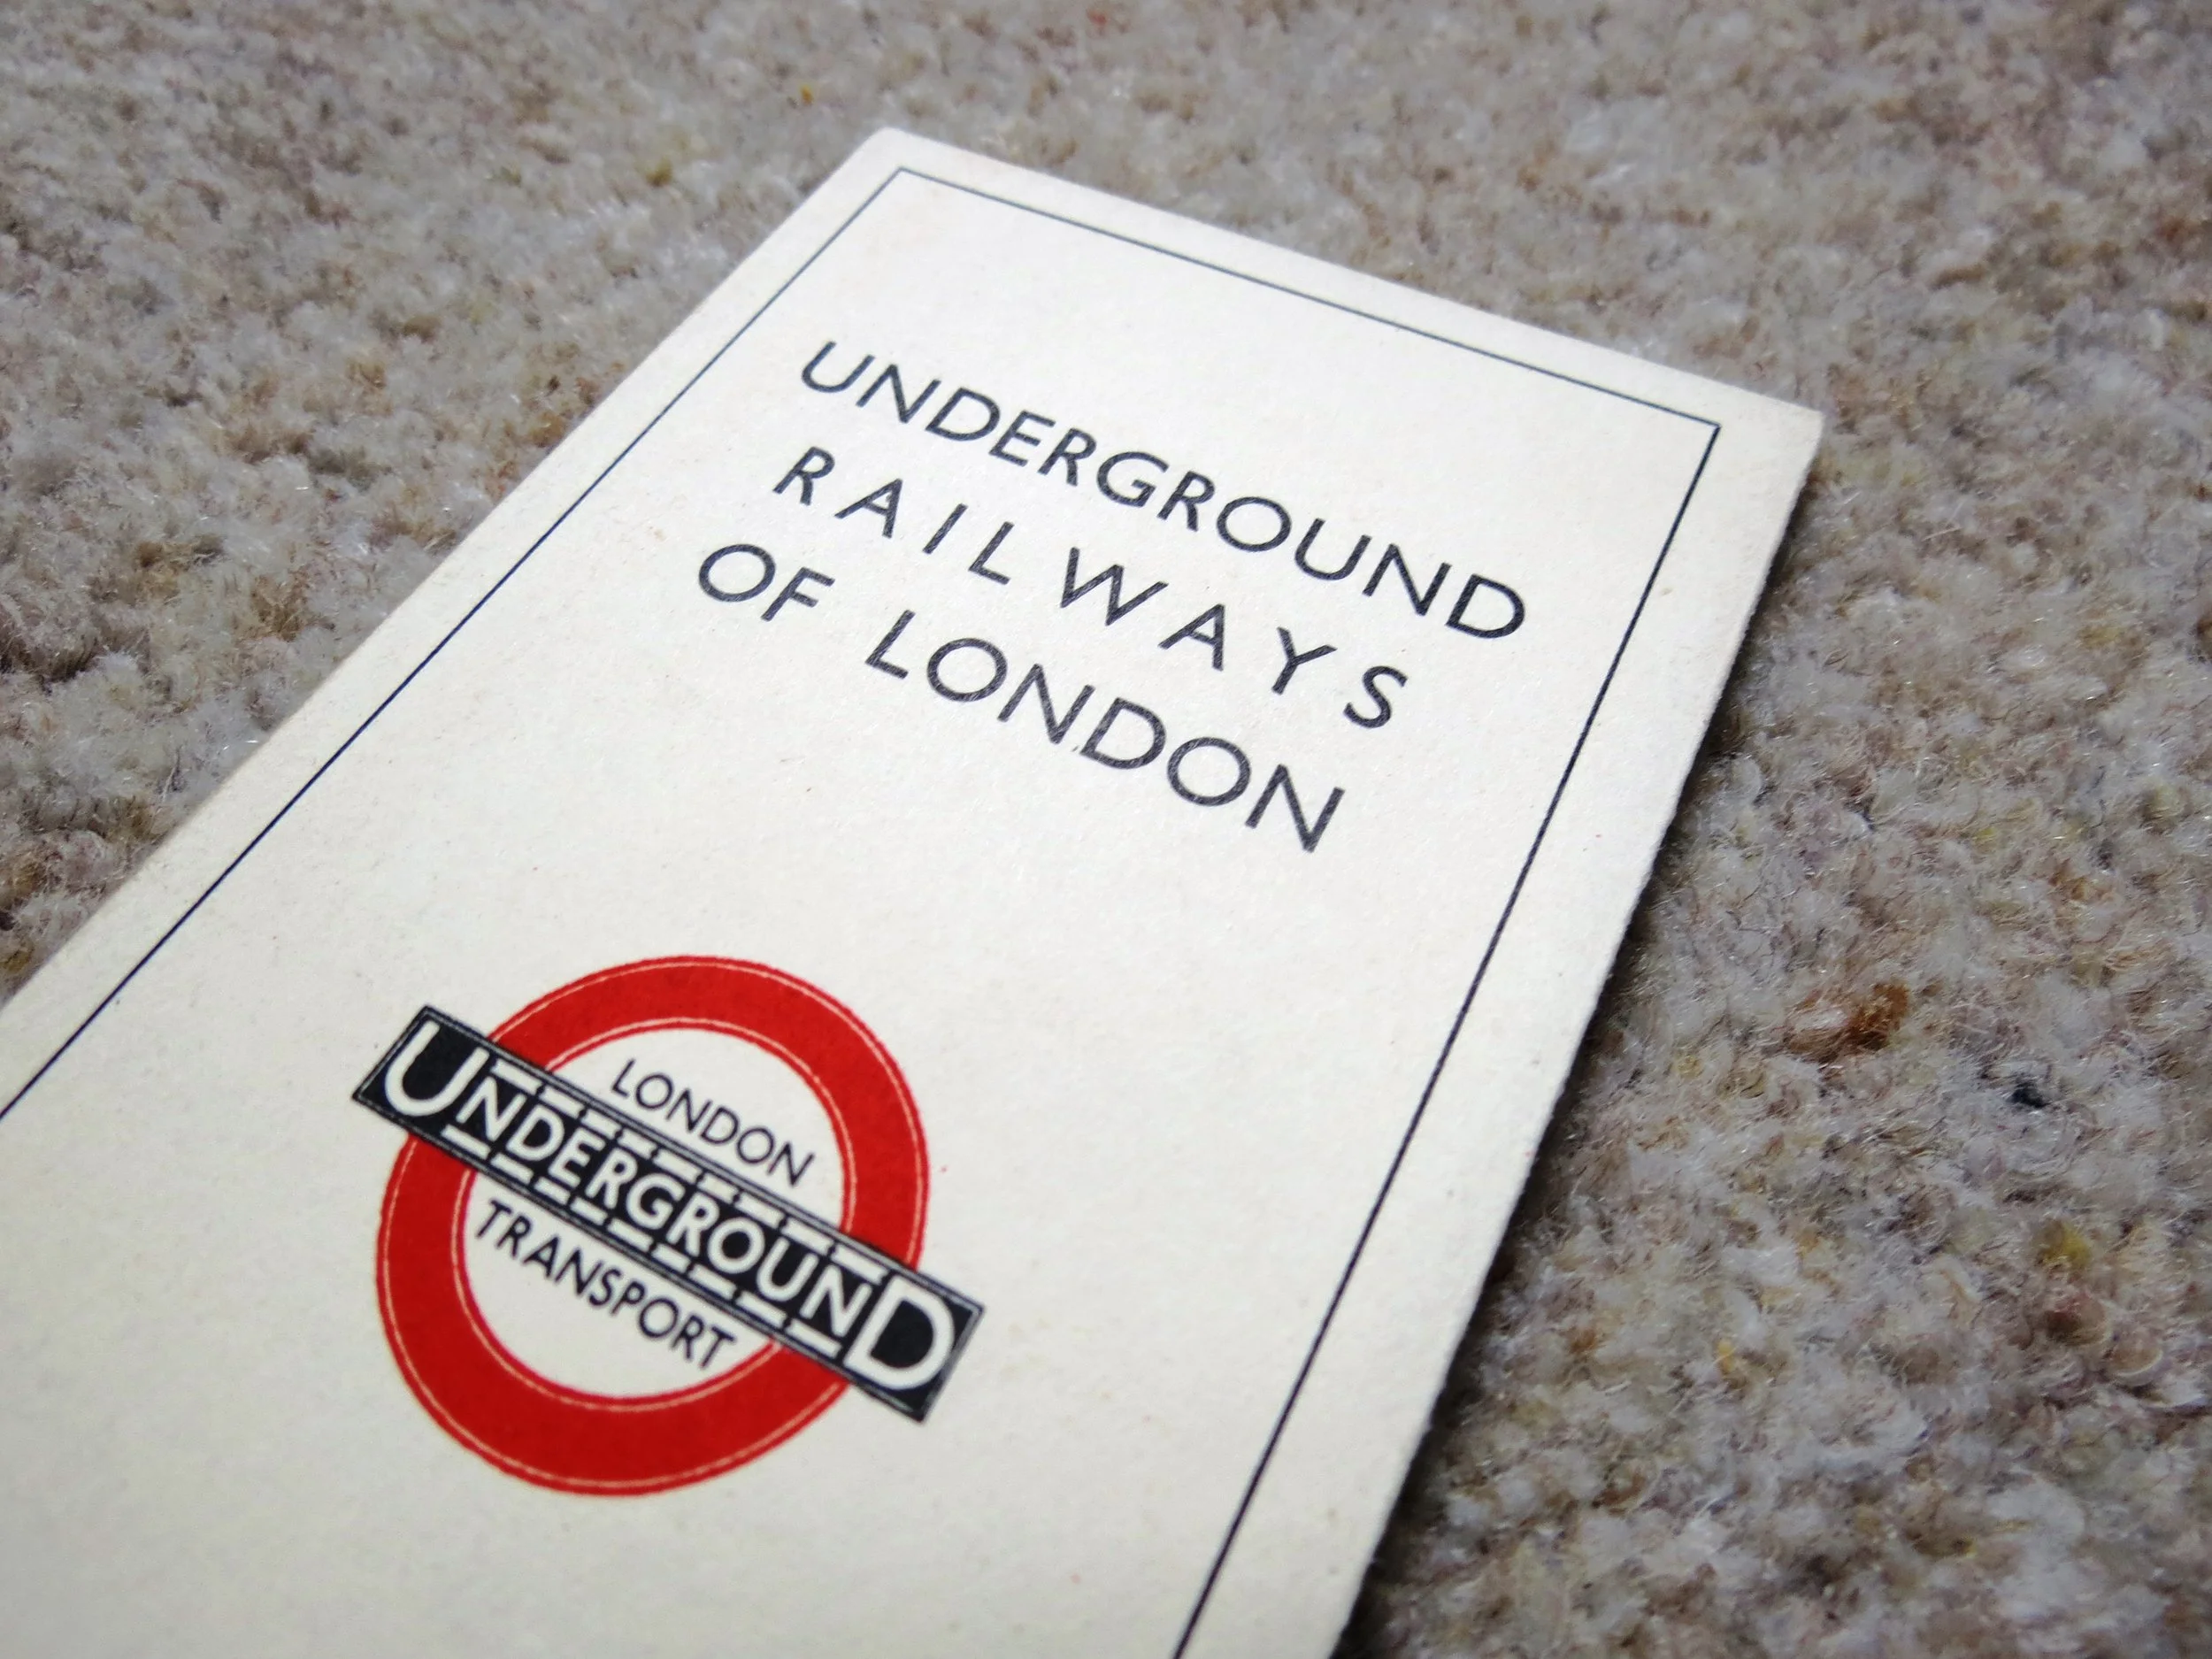 UNDERGROUND
RAILWAYS
OF LONDON
LONDON
UNDERGROUND
TRANSPORT